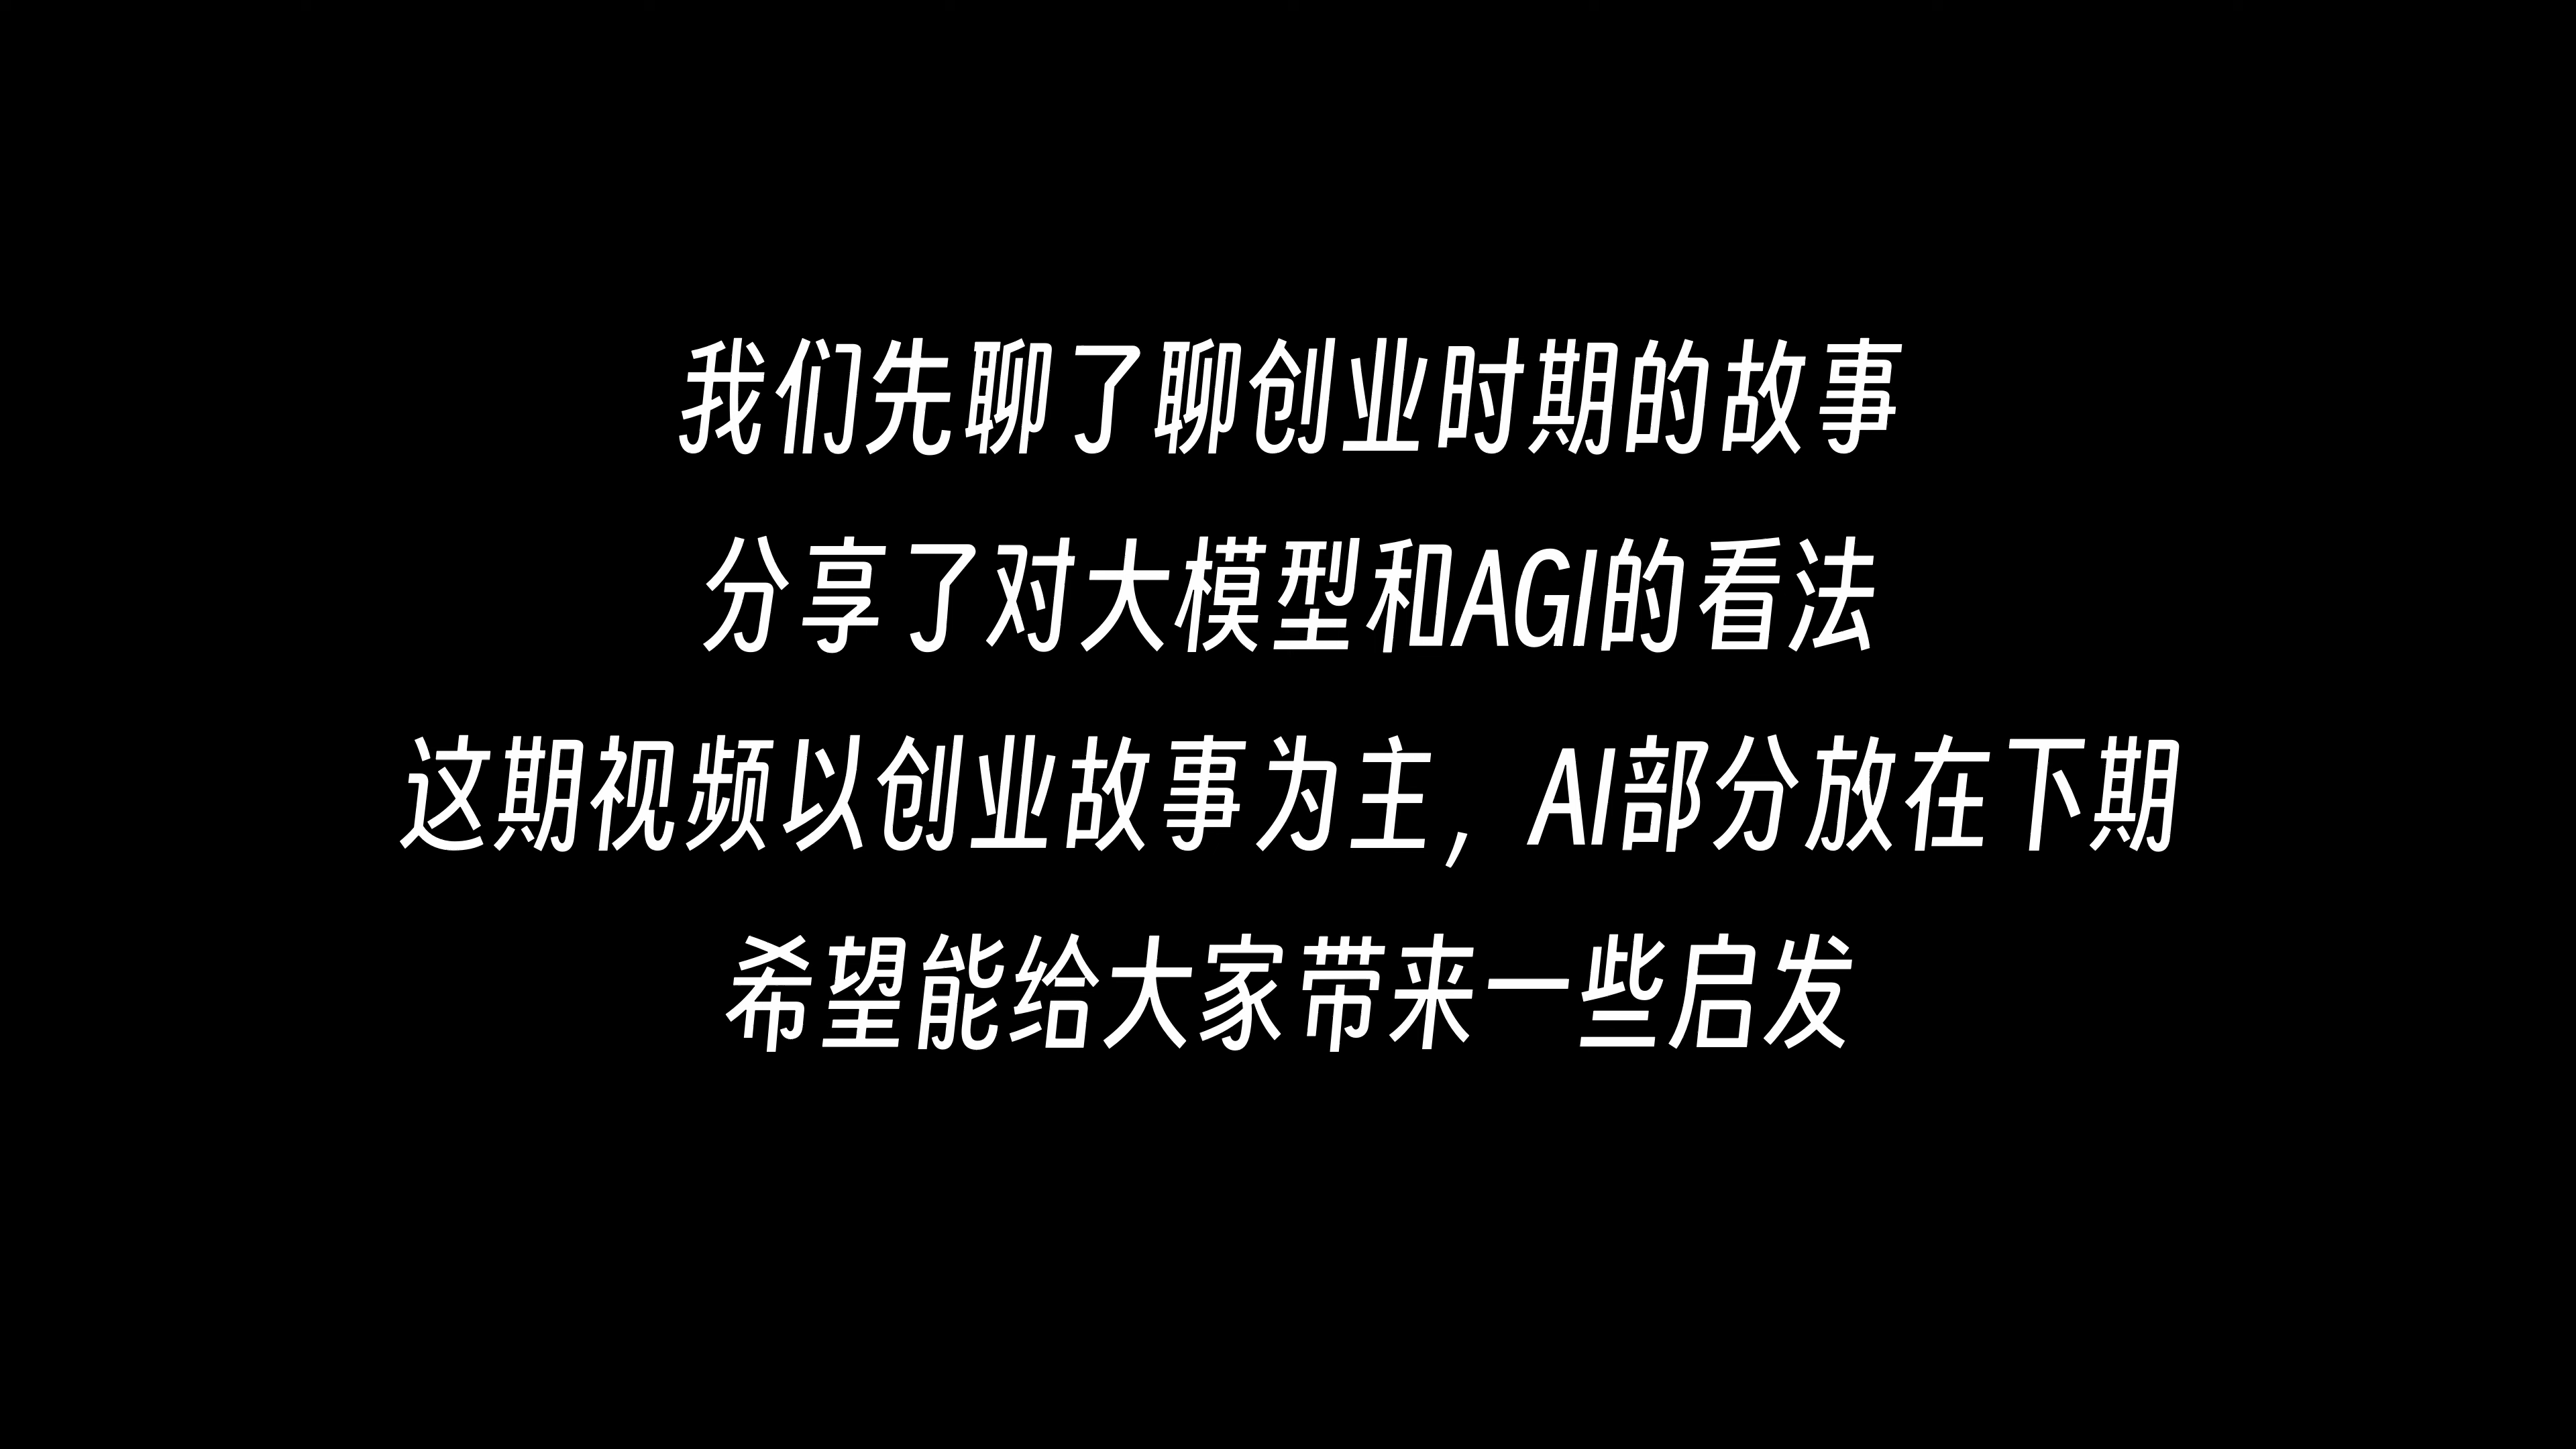 我们先聊了聊创业时期的故事
分享了对大模型和AGI的看法
这期视频以创业故事为主，AI部分放在下期
希望能给大家带来一些启发